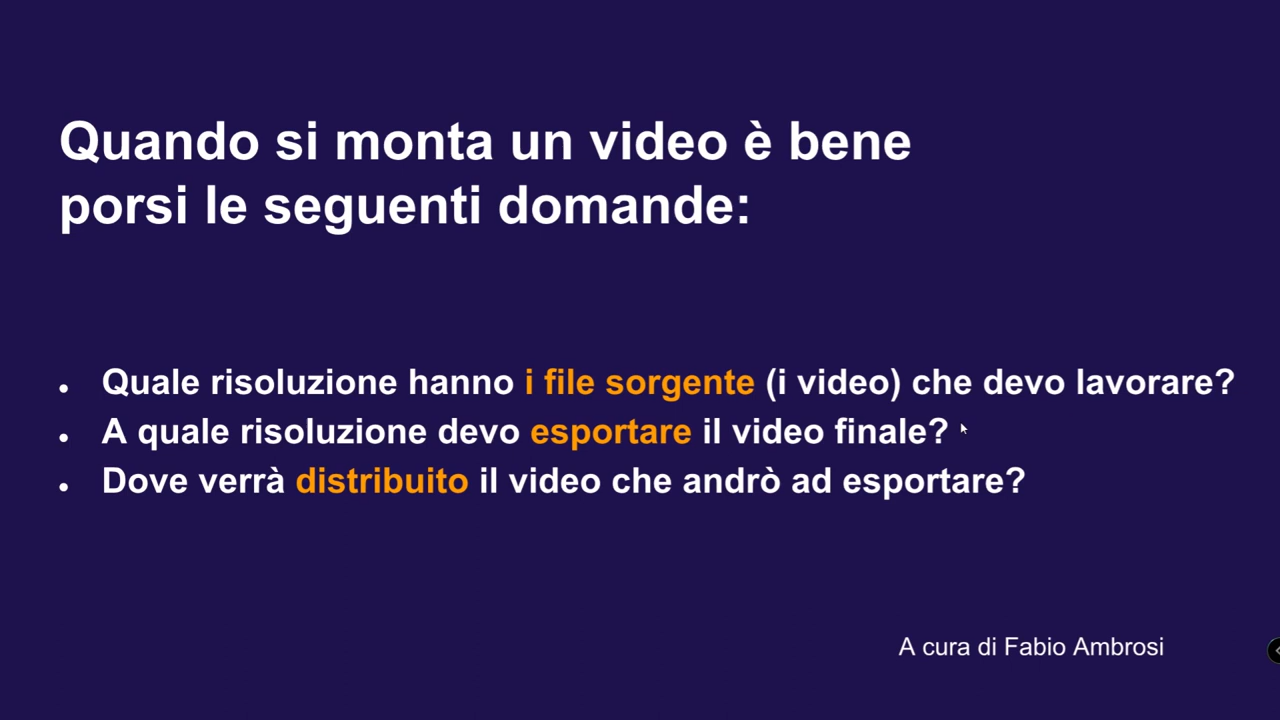 Quando si monta un video è bene
porsi le seguenti domande:
• Quale risoluzione hanno i file sorgente (i video) che devo lavorare?
• A quale risoluzione devo esportare il video finale?
• Dove verrà distribuito il video che andrò ad esportare?
A cura di Fabio Ambrosi